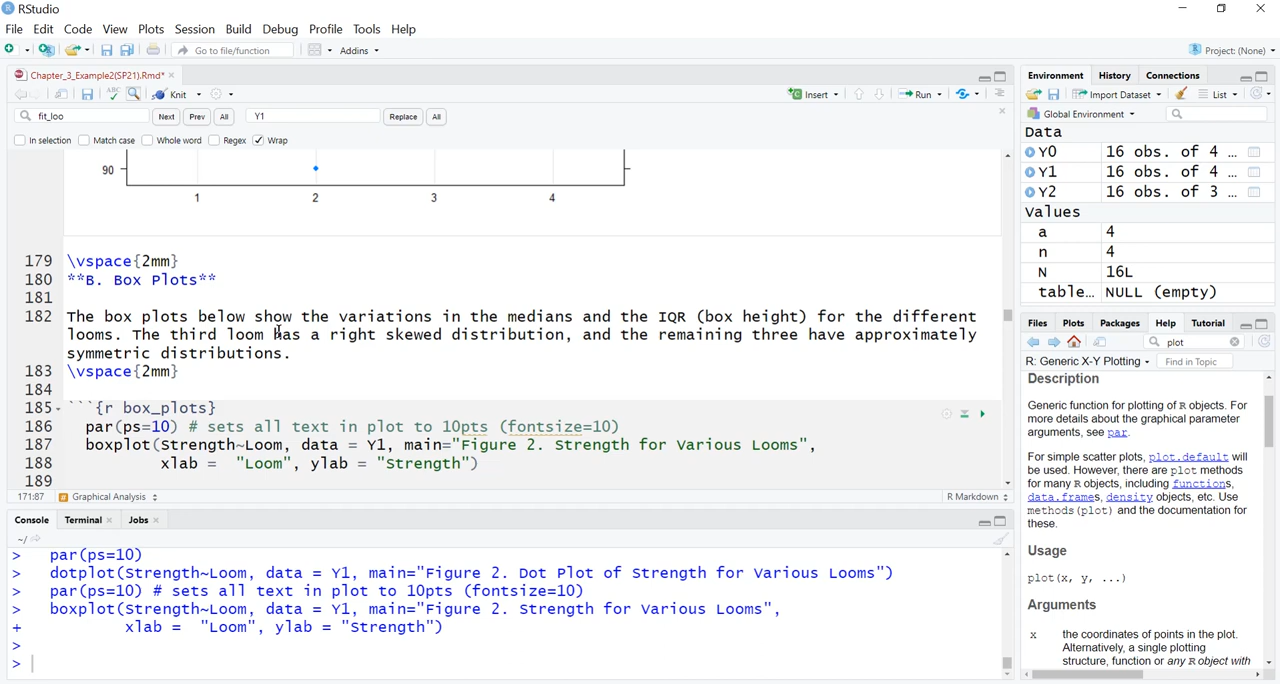 RStudio
File Edit Code View Plots Session Build Debug Profile Tools Help
Go to file/function Addins Project: (None)
Chapter_3_Example2(SP21).Rmd*
Knit Insert Run
fit_loo Next Prev All Y1 Replace All
In selection Match case Whole word Regex Wrap
90
1 2 3 4
179 \vspace{2mm}
180 **B. Box Plots**
181
182 The box plots below show the variations in the medians and the IQR (box height) for the different
looms. The third loom has a right skewed distribution, and the remaining three have approximately
symmetric distributions.
183 \vspace{2mm}
184
185 ```{r box_plots}
186 par(ps=10) # sets all text in plot to 10pts (fontsize=10)
187 boxplot(Strength~Loom, data = Y1, main="Figure 2. Strength for Various Looms",
188 xlab = "Loom", ylab = "Strength")
189
171:87 Graphical Analysis R Markdown
Console Terminal Jobs
~/
> par(ps=10)
> dotplot(Strength~Loom, data = Y1, main="Figure 2. Dot Plot of Strength for Various Looms")
> par(ps=10) # sets all text in plot to 10pts (fontsize=10)
> boxplot(Strength~Loom, data = Y1, main="Figure 2. Strength for Various Looms",
+ xlab = "Loom", ylab = "Strength")
>
>
Environment History Connections
Import Dataset List
Global Environment
Data
Y0 16 obs. of 4 ...
Y1 16 obs. of 4 ...
Y2 16 obs. of 3 ...
Values
a 4
n 4
N 16L
table... NULL (empty)
Files Plots Packages Help Tutorial
plot
R: Generic X-Y Plotting Find in Topic
Description
Generic function for plotting of R objects. For
more details about the graphical parameter
arguments, see par.
For simple scatter plots, plot.default will
be used. However, there are plot methods
for many R objects, including functions,
data.frames, density objects, etc. Use
methods(plot) and the documentation for
these.
Usage
plot(x, y, ...)
Arguments
x the coordinates of points in the plot.
Alternatively, a single plotting
structure, function or any R object with